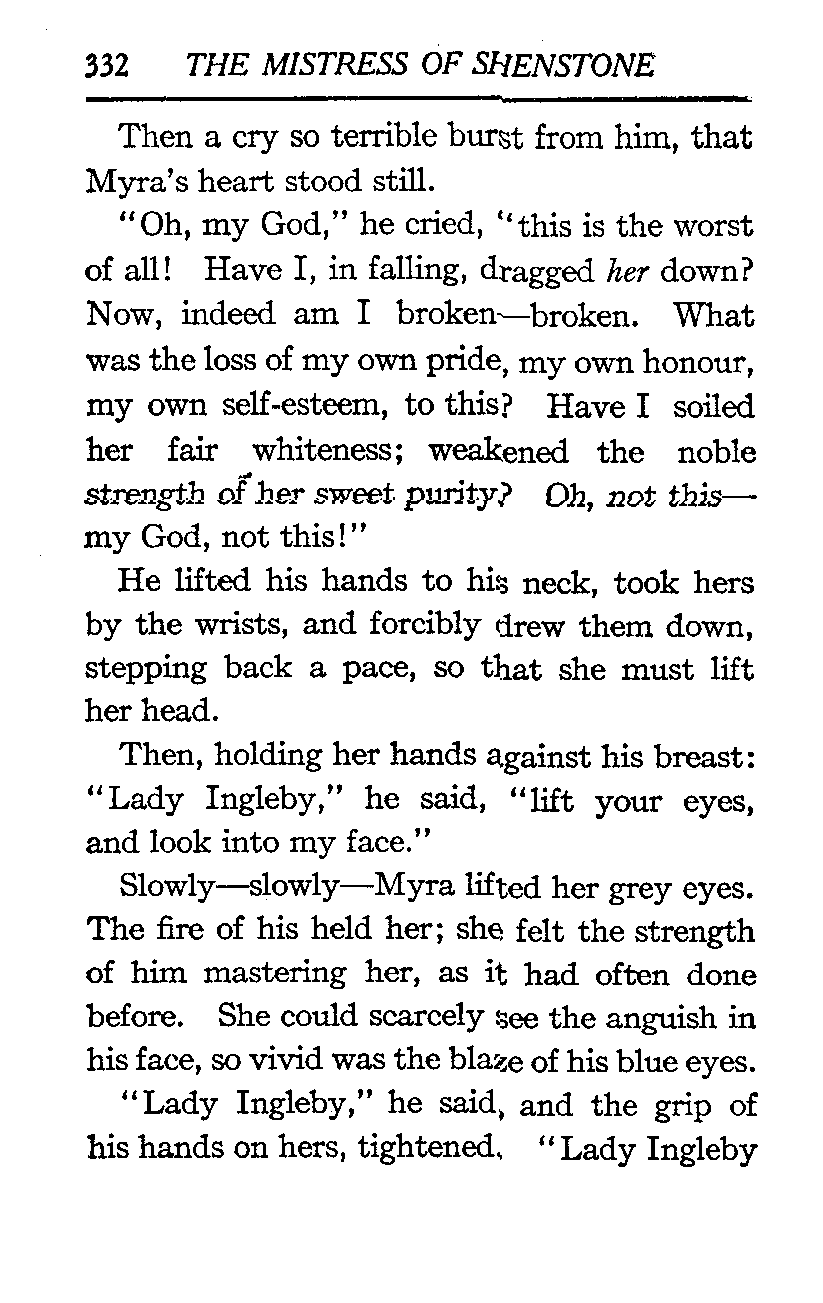 332 THE MISTRESS OF SHENSTONE
Then a cry so terrible burst from him, that
Myra's heart stood still.
"Oh, my God," he cried, "this is the worst
of all! Have I, in falling, dragged her down?
Now, indeed am I broken—broken. What
was the loss of my own pride, my own honour,
my own self-esteem, to this? Have I soiled
her fair whiteness; weakened the noble
strength of her sweet purity? Oh, not this—
my God, not this!"
He lifted his hands to his neck, took hers
by the wrists, and forcibly drew them down,
stepping back a pace, so that she must lift
her head.
Then, holding her hands against his breast:
"Lady Ingleby," he said, "lift your eyes,
and look into my face."
Slowly—slowly—Myra lifted her grey eyes.
The fire of his held her; she felt the strength
of him mastering her, as it had often done
before. She could scarcely see the anguish in
his face, so vivid was the blaze of his blue eyes.
"Lady Ingleby," he said, and the grip of
his hands on hers, tightened. "Lady Ingleby